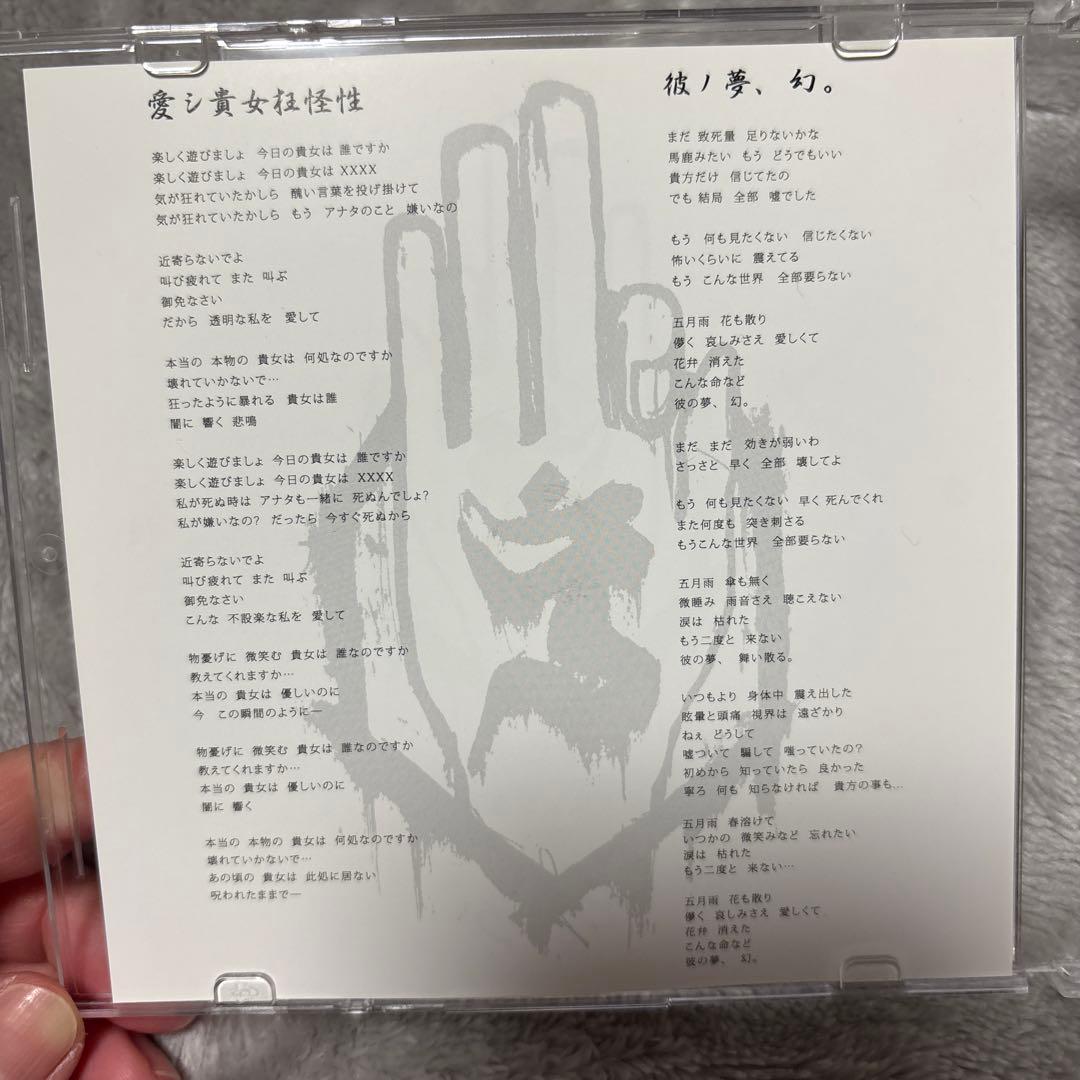 愛シ貴女狂怪性
楽しく遊びましょ 今日の貴女は 誰ですか
楽しく遊びましょ 今日の貴女は XXXX
気が狂れていたかしら 醜い言葉を投げ掛けて
気が狂れていたかしら もう アナタのこと 嫌いなの
近寄らないでよ
叫び疲れて また 叫ぶ
御免なさい
だから 透明な私を 愛して
本当の 本物の 貴女は 何処なのですか
壊れていかないで…
狂ったように暴れる 貴女は誰
闇に 響く 悲鳴
楽しく遊びましょ 今日の貴女は 誰ですか
楽しく遊びましょ 今日の貴女は XXXX
私が死ぬ時は アナタも一緒に 死ぬんでしょ?
私が嫌いなの? だったら 今すぐ死ぬから
近寄らないでよ
叫び疲れて また 叫ぶ
御免なさい
こんな 不設楽な私を 愛して
物憂げに 微笑む 貴女は 誰なのですか
教えてくれますか…
本当の 貴女は 優しいのに
今 この瞬間のように―
物憂げに 微笑む 貴女は 誰なのですか
教えてくれますか…
本当の 貴女は 優しいのに
闇に 響く
本当の 本物の 貴女は 何処なのですか
壊れていかないで…
あの頃の 貴女は 此処に居ない
呪われたままで―
彼ノ夢、幻。
まだ 致死量 足りないかな
馬鹿みたい もう どうでもいい
貴方だけ 信じてたの
でも 結局 全部 嘘でした
もう 何も見たくない 信じたくない
怖いくらいに 震えてる
もう こんな世界 全部要らない
五月雨 花も散り
儚く 哀しみさえ 愛しくて
花弁 消えた
こんな命など
彼の夢、 幻。
まだ まだ 効きが弱いわ
さっさと 早く 全部 壊してよ
もう 何も見たくない 早く 死んでくれ
また何度も 突き刺さる
もうこんな世界 全部要らない
五月雨 傘も無く
微睡み 雨音さえ 聴こえない
涙は 枯れた
もう二度と 来ない
彼の夢、 舞い散る。
いつもより 身体中 震え出した
眩暈と頭痛 視界は 遠ざかり
ねぇ どうして
嘘ついて 騙して 嗤っていたの?
初めから 知っていたら 良かった
寧ろ 何も 知らなければ 貴方の事も…
五月雨 春溶けて
いつかの 微笑みなど 忘れたい
涙は 枯れた
もう二度と 来ない…
五月雨 花も散り
儚く 哀しみさえ 愛しくて
花弁 消えた
こんな命など
彼の夢、 幻。